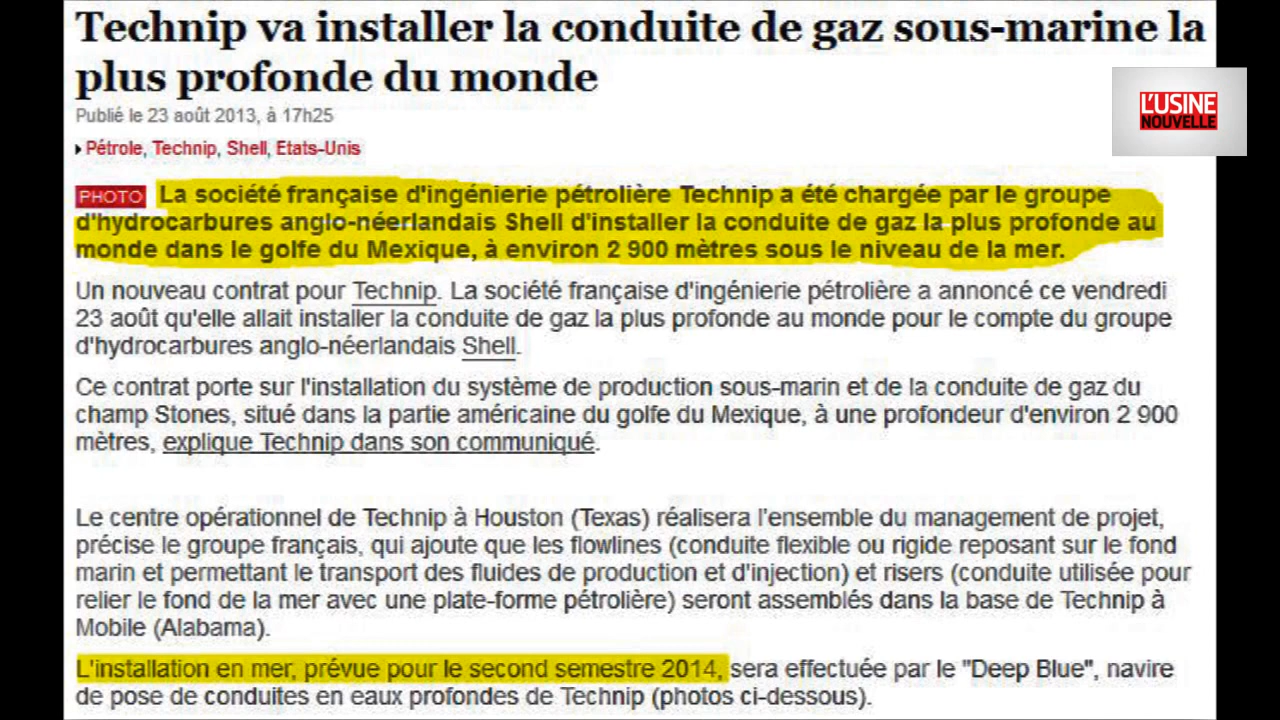 Technip va installer la conduite de gaz sous-marine la
plus profonde du monde
L'USINE
NOUVELLE
Publié le 23 août 2013, à 17h25
Pétrole, Technip, Shell, Etats-Unis
PHOTO La société française d'ingénierie pétrolière Technip a été chargée par le groupe
d'hydrocarbures anglo-néerlandais Shell d'installer la conduite de gaz la plus profonde au
monde dans le golfe du Mexique, à environ 2 900 mètres sous le niveau de la mer.
Un nouveau contrat pour Technip. La société française d'ingénierie pétrolière a annoncé ce vendredi
23 août qu'elle allait installer la conduite de gaz la plus profonde au monde pour le compte du groupe
d'hydrocarbures anglo-néerlandais Shell.
Ce contrat porte sur l'installation du système de production sous-marin et de la conduite de gaz du
champ Stones, situé dans la partie américaine du golfe du Mexique, à une profondeur d'environ 2 900
mètres, explique Technip dans son communiqué.
Le centre opérationnel de Technip à Houston (Texas) réalisera l'ensemble du management de projet,
précise le groupe français, qui ajoute que les flowlines (conduite flexible ou rigide reposant sur le fond
marin et permettant le transport des fluides de production et d'injection) et risers (conduite utilisée pour
relier le fond de la mer avec une plate-forme pétrolière) seront assemblés dans la base de Technip à
Mobile (Alabama).
L'installation en mer, prévue pour le second semestre 2014, sera effectuée par le "Deep Blue", navire
de pose de conduites en eaux profondes de Technip (photos ci-dessous).